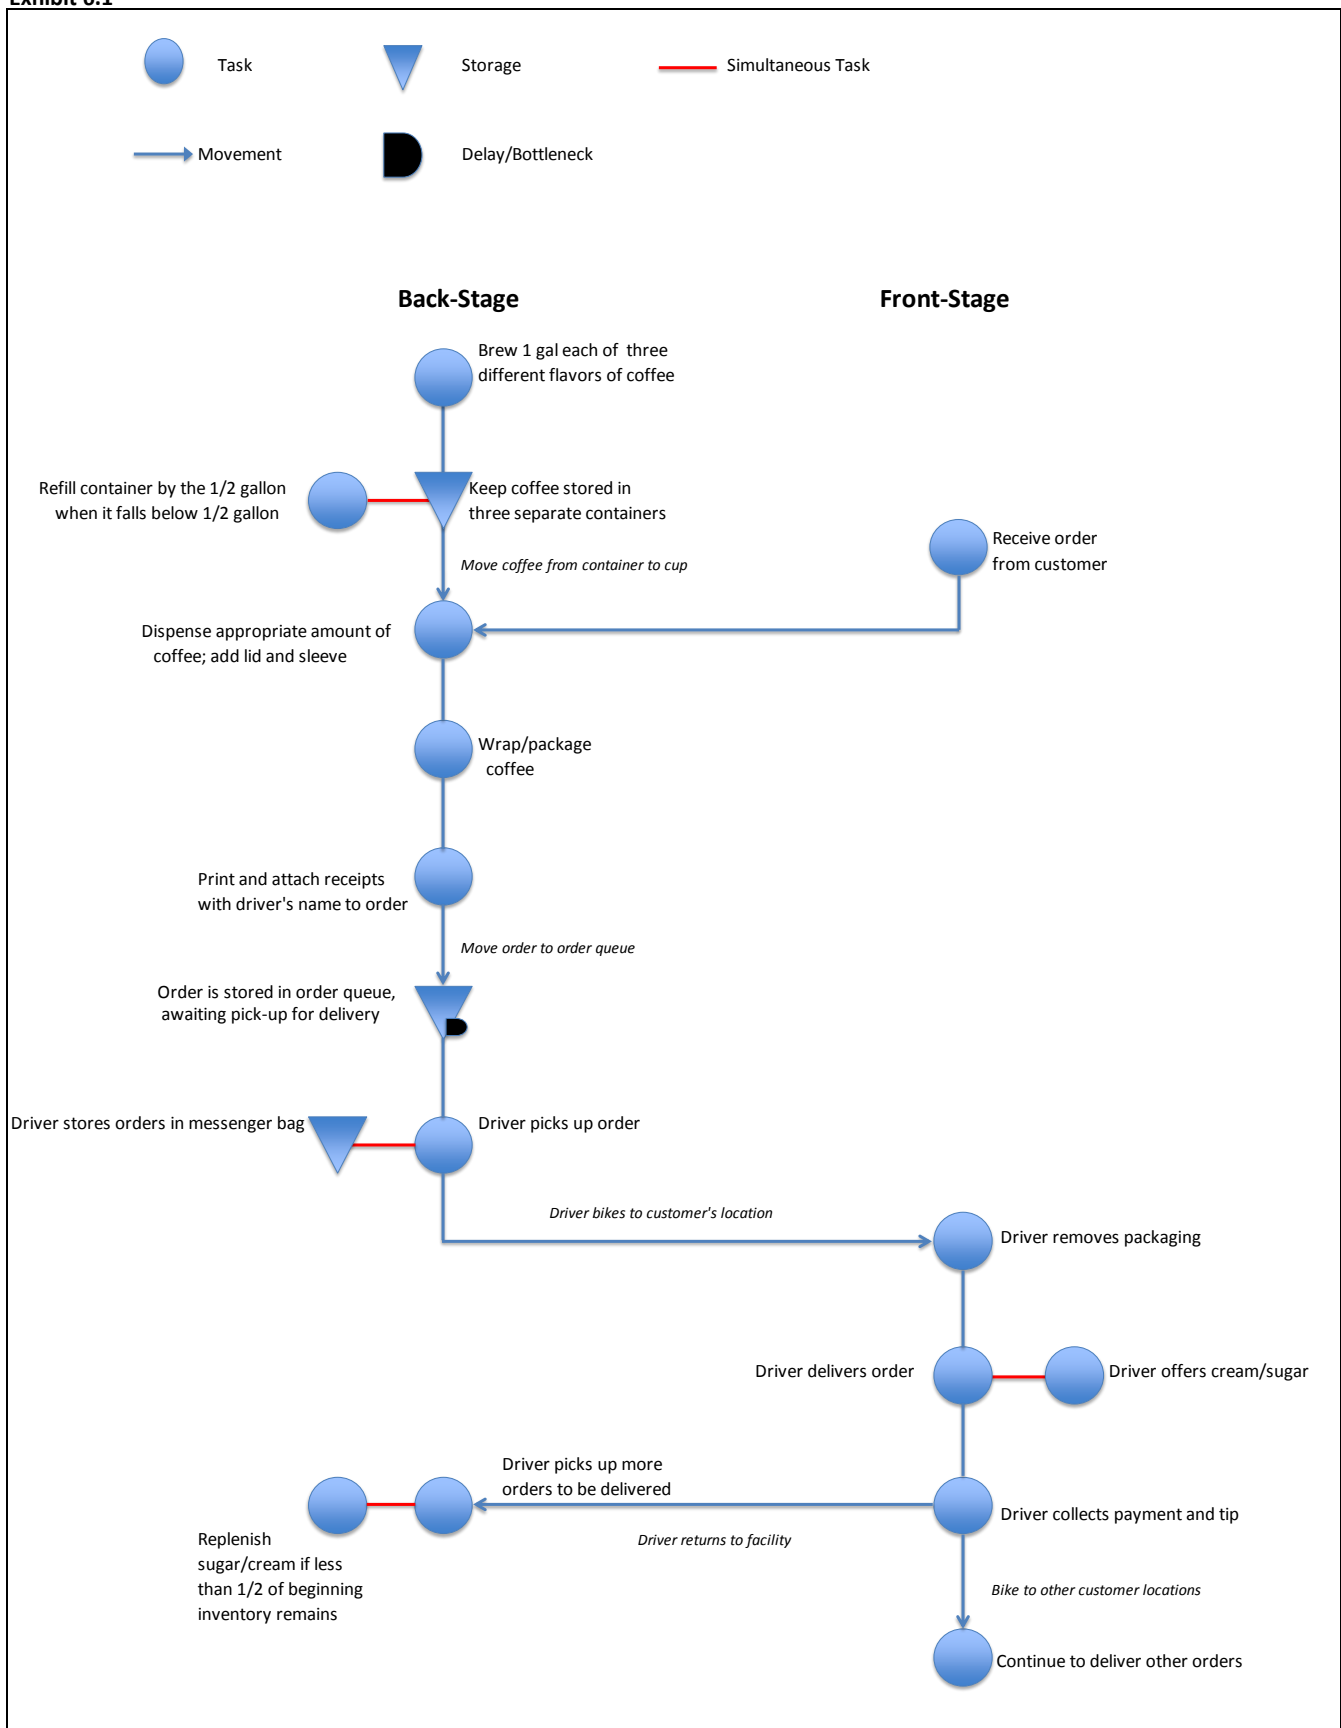 Exhibit 6.1
Task
Storage
Simultaneous Task
Movement
Delay/Bottleneck
Back-Stage
Front-Stage
Brew 1 gal each of three
different flavors of coffee
Refill container by the 1/2 gallon
when it falls below 1/2 gallon
Keep coffee stored in
three separate containers
Receive order
from customer
Move coffee from container to cup
Dispense appropriate amount of
coffee; add lid and sleeve
Wrap/package
coffee
Print and attach receipts
with driver's name to order
Move order to order queue
Order is stored in order queue,
awaiting pick-up for delivery
Driver stores orders in messenger bag
Driver picks up order
Driver bikes to customer's location
Driver removes packaging
Driver delivers order
Driver offers cream/sugar
Driver picks up more
orders to be delivered
Driver collects payment and tip
Driver returns to facility
Replenish
sugar/cream if less
than 1/2 of beginning
inventory remains
Bike to other customer locations
Continue to deliver other orders